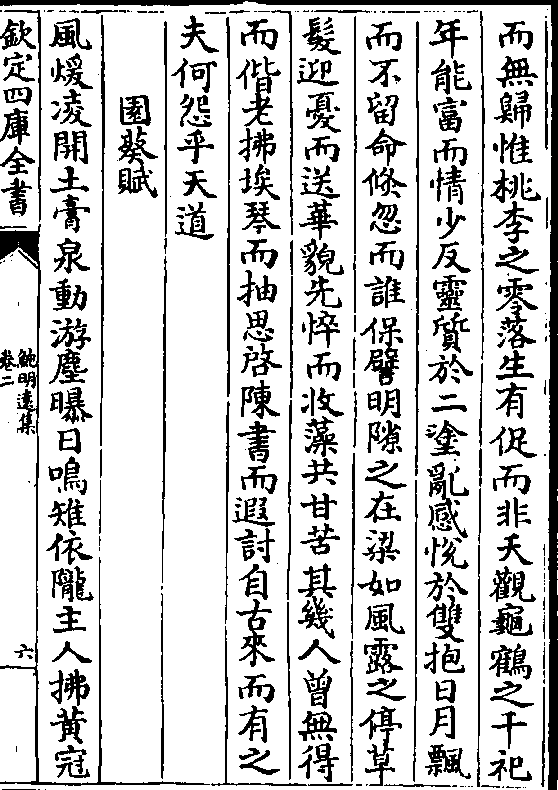 而無歸惟桃李之零落生有促而非夭觀龜鶴之千祀
年能富而情少反靈質於二塗亂感恱於雙抱日月飄
而不留命倐忽而誰保譬明隙之在梁如風露之停草
髮迎憂而送華貌先悴而收藻共甘苦其幾人曾無得
而偕老拂埃琴而抽思啓陳書而遐討自古來而有之
夫何怨乎天道
園葵賦
風煖凌開土膏泉動游塵曝日鳴雉依隴主人拂黃冠
欽定四庫全書
鮑明遠集
卷二
六